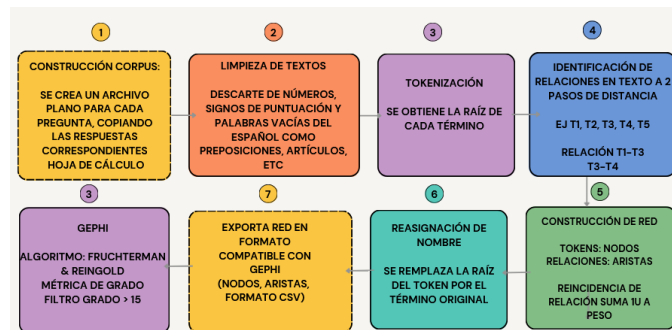 1
CONSTRUCCIÓN CORPUS:
SE CREA UN ARCHIVO
PLANO PARA CADA
PREGUNTA, COPIANDO
LAS RESPUESTAS
CORRESPONDIENTES
HOJA DE CÁLCULO
2
LIMPIEZA DE TEXTOS
DESCARTE DE NÚMEROS,
SIGNOS DE PUNTUACIÓN Y
PALABRAS VACÍAS DEL
ESPAÑOL COMO
PREPOSICIONES, ARTÍCULOS,
ETC
3
TOKENIZACIÓN
SE OBTIENE LA RAÍZ DE
CADA TÉRMINO
4
IDENTIFICACIÓN DE
RELACIONES EN TEXTO A 2
PASOS DE DISTANCIA
EJ T1, T2, T3, T4, T5
RELACIÓN T1-T3
T3-T4
5
CONSTRUCCIÓN DE RED
TOKENS: NODOS
RELACIONES: ARISTAS
REINCIDENCIA DE
RELACIÓN SUMA 1U A
PESO
6
REASIGNACIÓN DE
NOMBRE
SE REMPLAZA LA RAÍZ
DEL TOKEN POR EL
TÉRMINO ORIGINAL
7
EXPORTA RED EN
FORMATO
COMPATIBLE CON
GEPHI
(NODOS, ARISTAS,
FORMATO CSV)
3
GEPHI
ALGORITMO: FRUCHTERMAN
& REINGOLD
MÉTRICA DE GRADO
FILTRO GRADO > 15